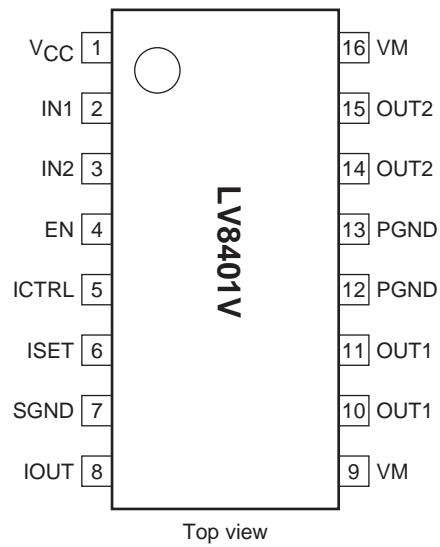 VCC 1 16 VM
IN1 2 15 OUT2
IN2 3 14 OUT2
EN 4 13 PGND
ICTRL 5 12 PGND
ISET 6 11 OUT1
SGND 7 10 OUT1
IOUT 8 9 VM
LV8401V
Top view